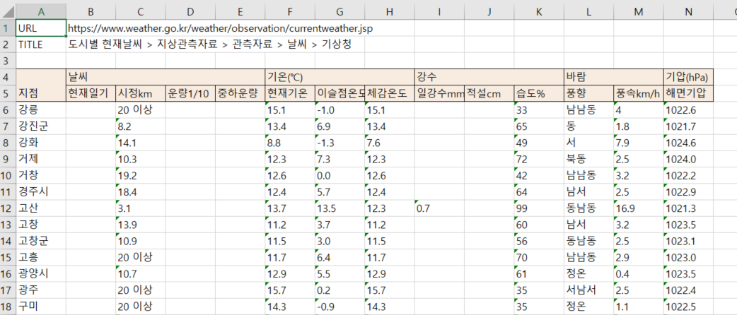 A B C D E F G H I J K L M N
1 URL https://www.weather.go.kr/weather/observation/currentweather.jsp
2 TITLE 도시별 현재날씨 > 지상관측자료 > 관측자료 > 날씨 > 기상청
3
4 날씨 기온(℃) 강수 바람 기압(hPa)
5 지점 현재일기 시정km 운량1/10 중하운량 현재기온 이슬점온도 체감온도 일강수mm 적설cm 습도% 풍향 풍속km/h 해면기압
6 강릉 20 이상 15.1 -1.0 15.1 33 남남동 4 1022.6
7 강진군 8.2 13.4 6.9 13.4 65 동 1.8 1021.7
8 강화 14.1 8.8 -1.3 7.6 49 서 7.9 1024.6
9 거제 10.3 12.3 7.3 12.3 72 북동 2.5 1024.0
10 거창 19.2 12.6 0.0 12.6 42 남남동 3.2 1022.2
11 경주시 18.4 12.4 5.7 12.4 64 남서 2.5 1022.9
12 고산 3.1 13.7 13.5 12.3 0.7 99 동남동 16.9 1021.3
13 고창 13.9 11.2 3.7 11.2 60 남서 3.2 1023.5
14 고창군 10.9 11.5 3.0 11.5 56 동남동 2.5 1023.1
15 고흥 20 이상 11.7 6.4 11.7 70 남남동 2.9 1023.0
16 광양시 10.7 12.9 5.5 12.9 61 정온 0.4 1023.5
17 광주 20 이상 15.7 0.2 15.7 35 서남서 2.5 1022.4
18 구미 20 이상 14.3 -0.9 14.3 35 정온 1.1 1022.5